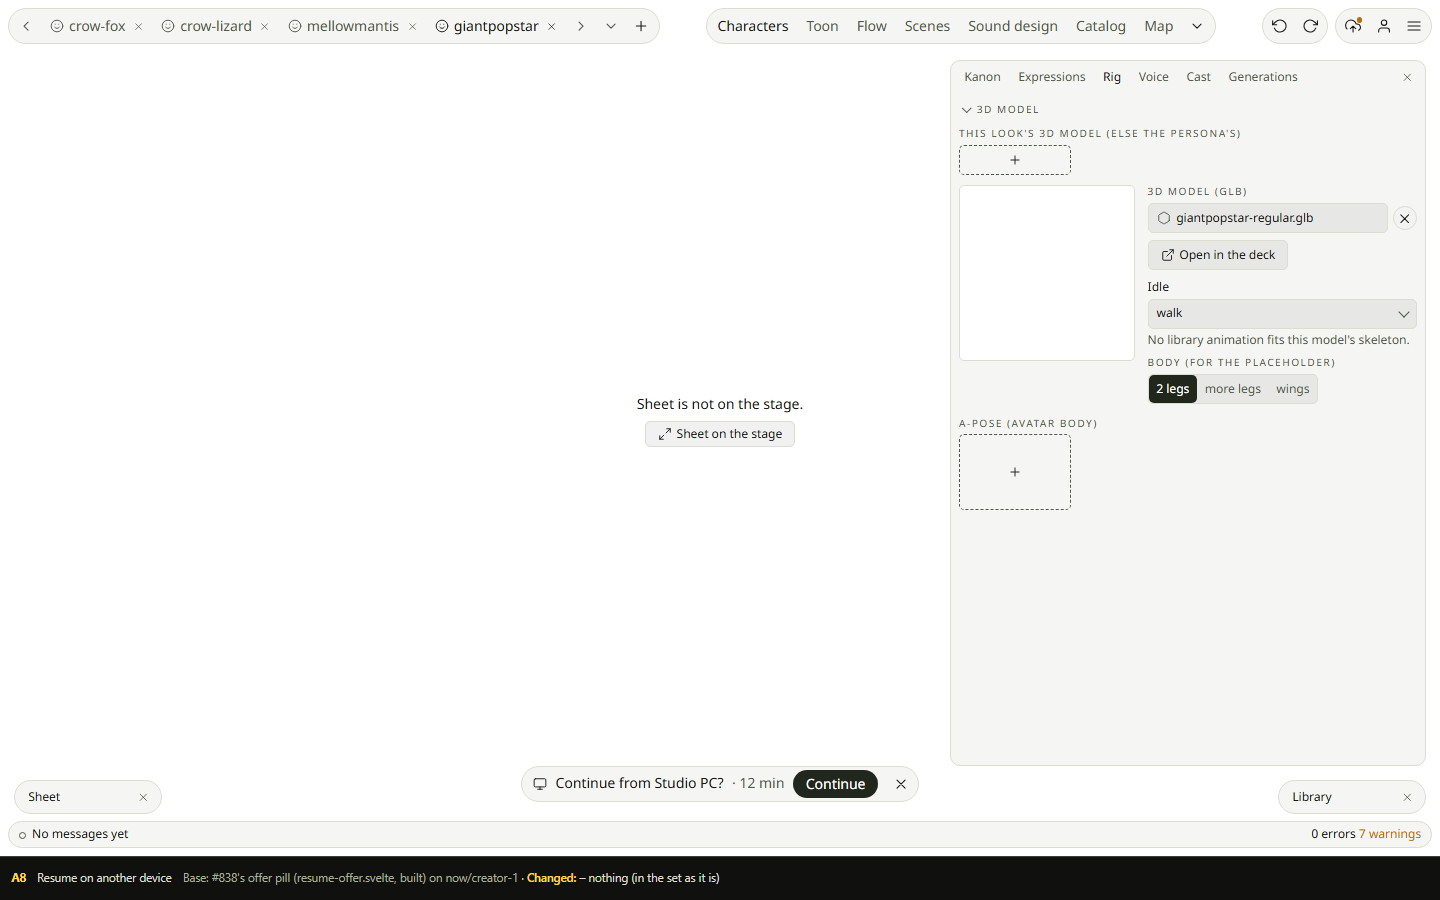 crow-fox crow-lizard mellowmantis giantpopstar
Characters Toon Flow Scenes Sound design Catalog Map
Kanon Expressions Rig Voice Cast Generations
3D MODEL
THIS LOOK'S 3D MODEL (ELSE THE PERSONA'S)
3D MODEL (GLB)
giantpopstar-regular.glb
Open in the deck
Idle
walk
No library animation fits this model's skeleton.
BODY (FOR THE PLACEHOLDER)
2 legs more legs wings
A-POSE (AVATAR BODY)
Sheet is not on the stage.
Sheet on the stage
Continue from Studio PC? · 12 min Continue
Sheet
Library
No messages yet
0 errors 7 warnings
A8 Resume on another device Base: #838's offer pill (resume-offer.svelte, built) on now/creator-1 · Changed: – nothing (in the set as it is)